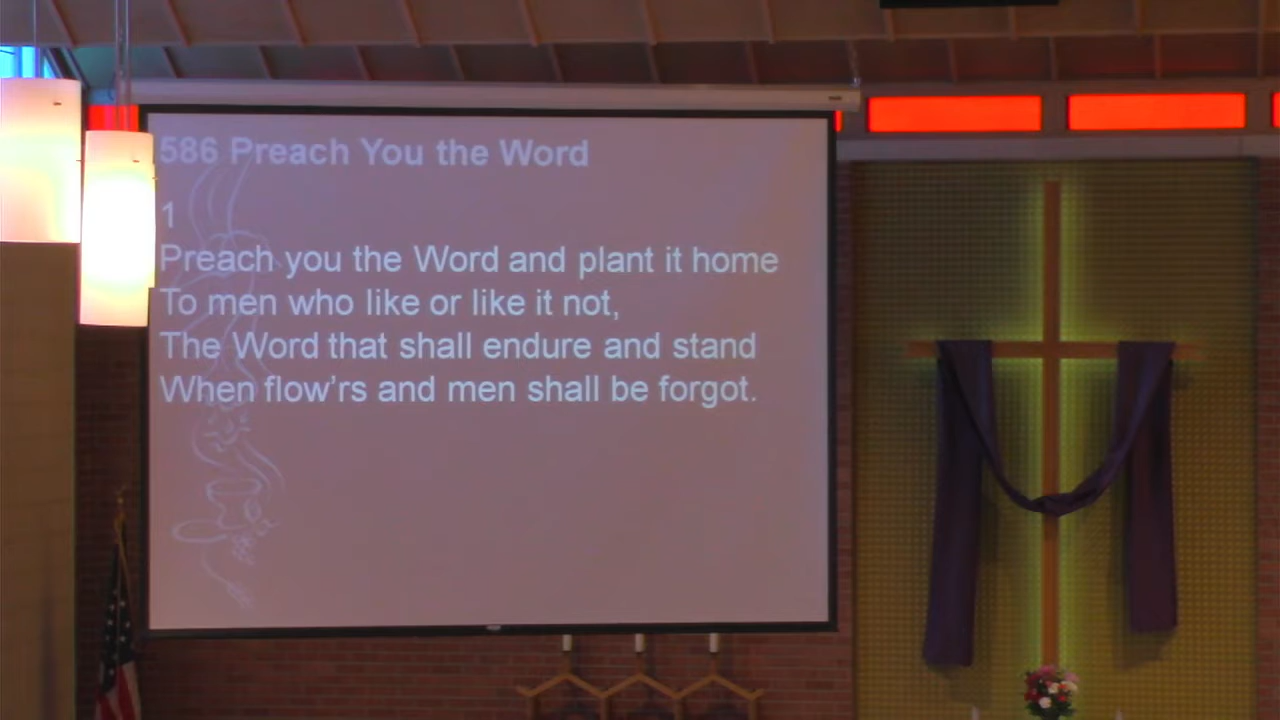 586 Preach You the Word
1
Preach you the Word and plant it home
To men who like or like it not,
The Word that shall endure and stand
When flow’rs and men shall be forgot.